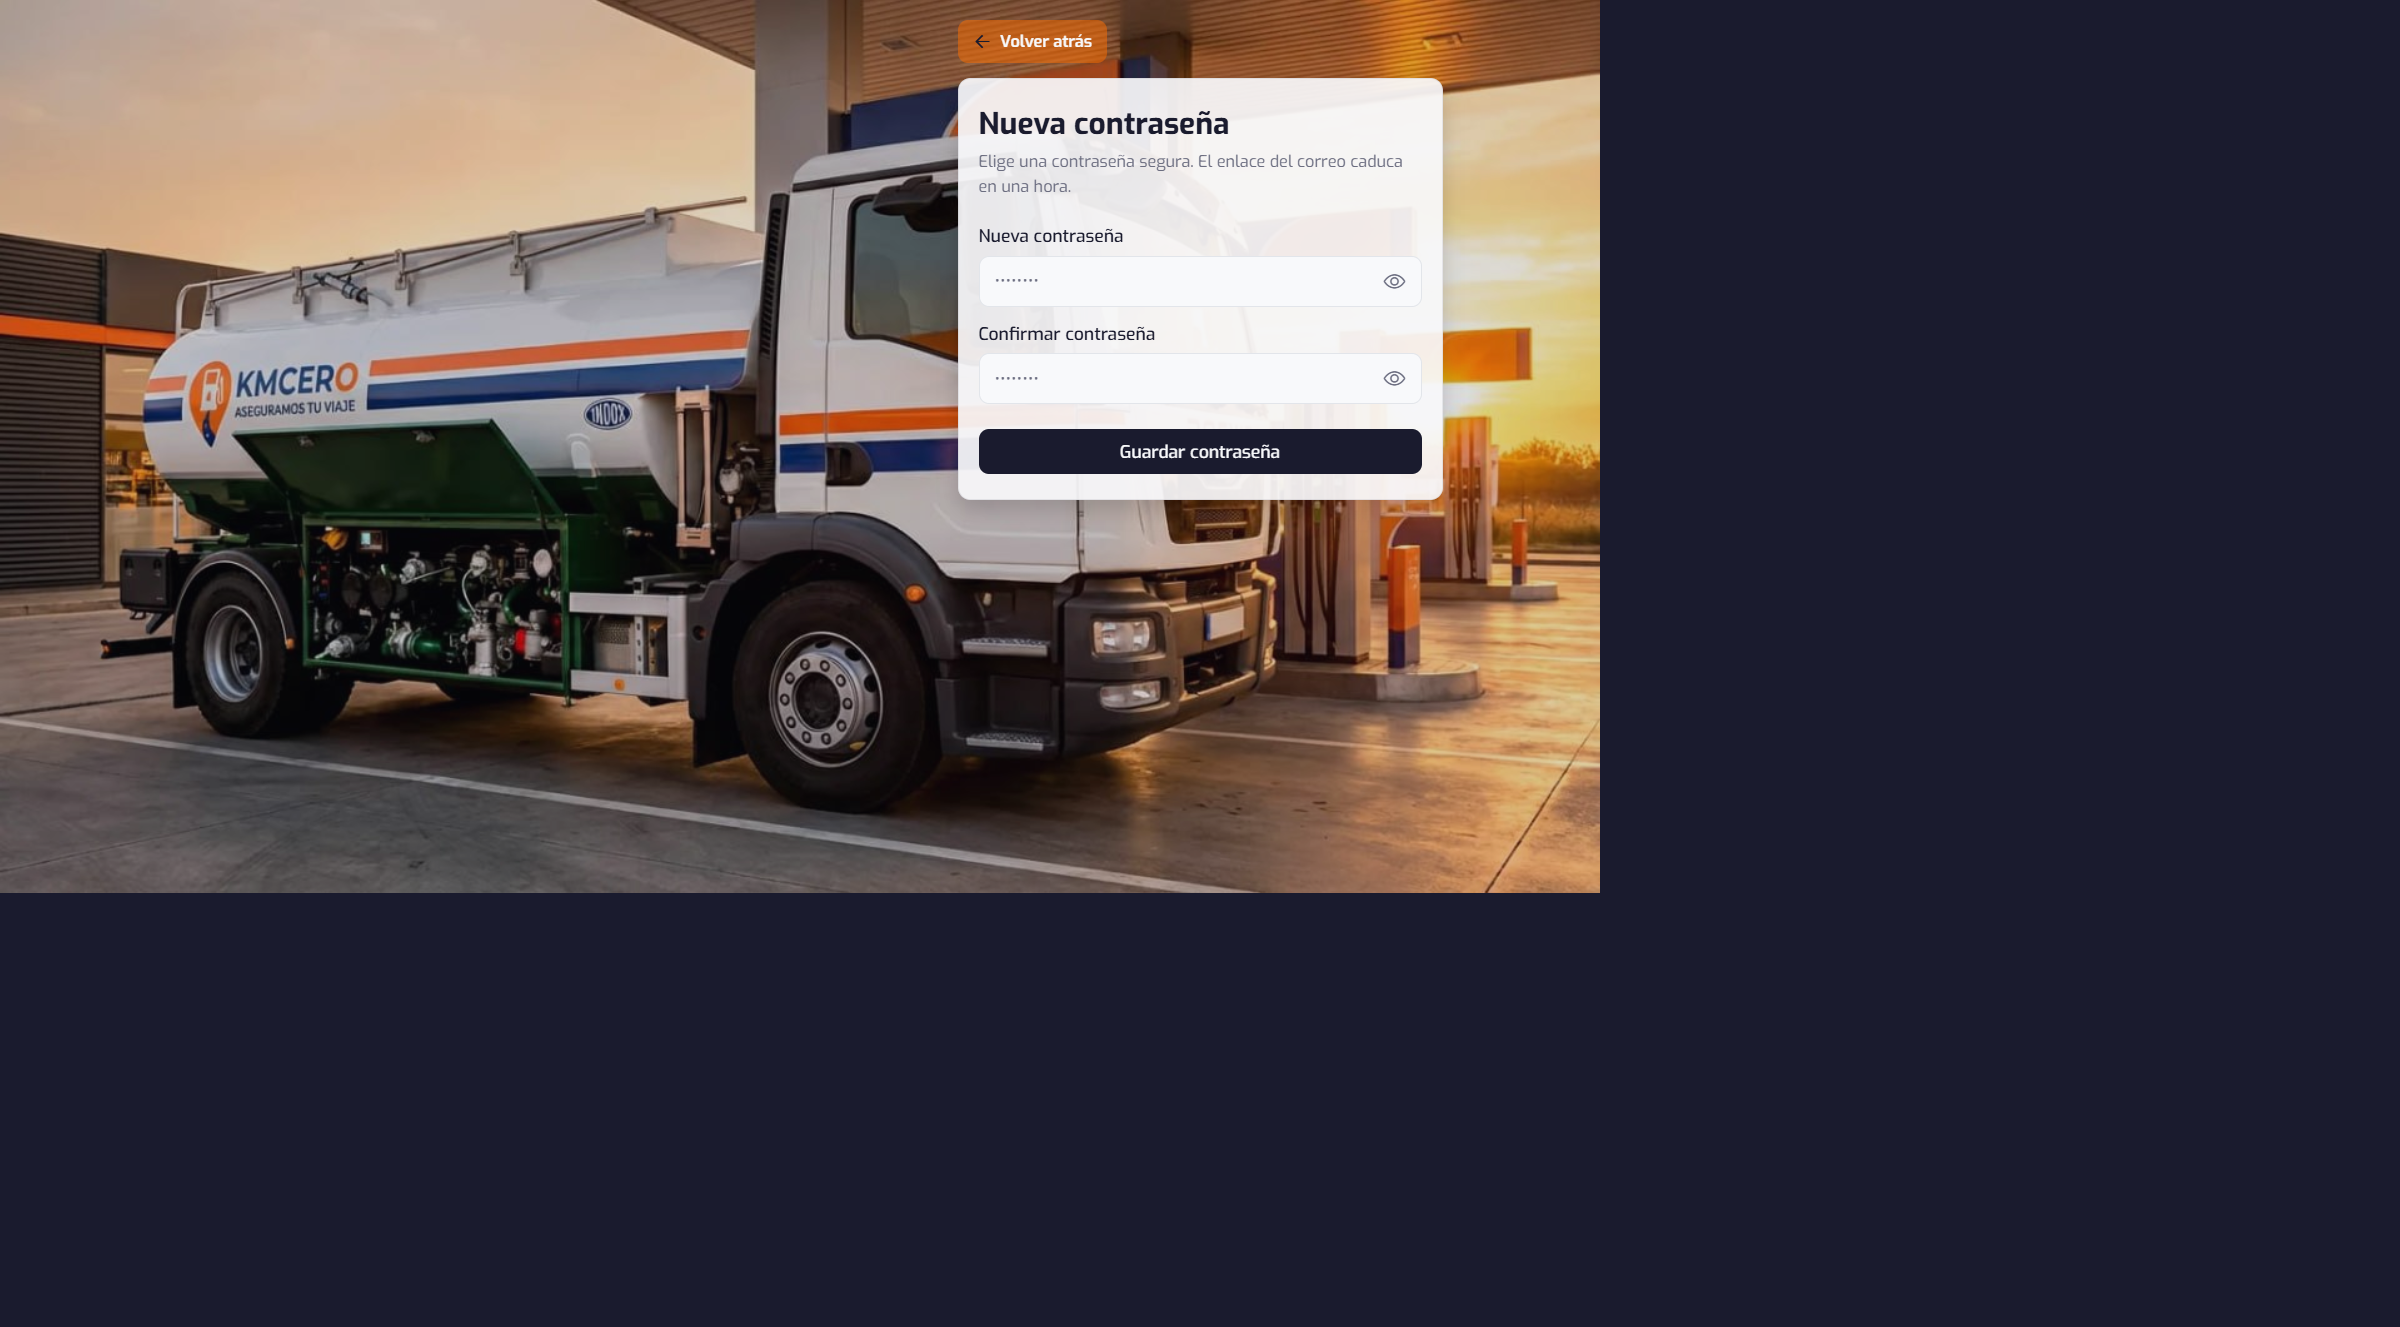 Volver atrás
Nueva contraseña
Elige una contraseña segura. El enlace del correo caduca
en una hora.
Nueva contraseña
••••••••
Confirmar contraseña
••••••••
Guardar contraseña
KMCERO
ASEGURAMOS TU VIAJE
INOOX